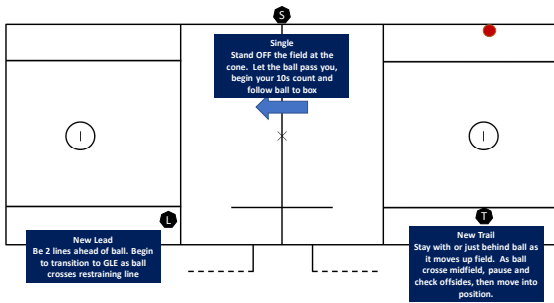 S
Single
Stand OFF the field at the
cone. Let the ball pass you,
begin your 10s count and
follow ball to box
L
T
New Lead
Be 2 lines ahead of ball. Begin
to transition to GLE as ball
crosses restraining line
New Trail
Stay with or just behind ball as
it moves up field. As ball
crosse midfield, pause and
check offsides, then move into
position.